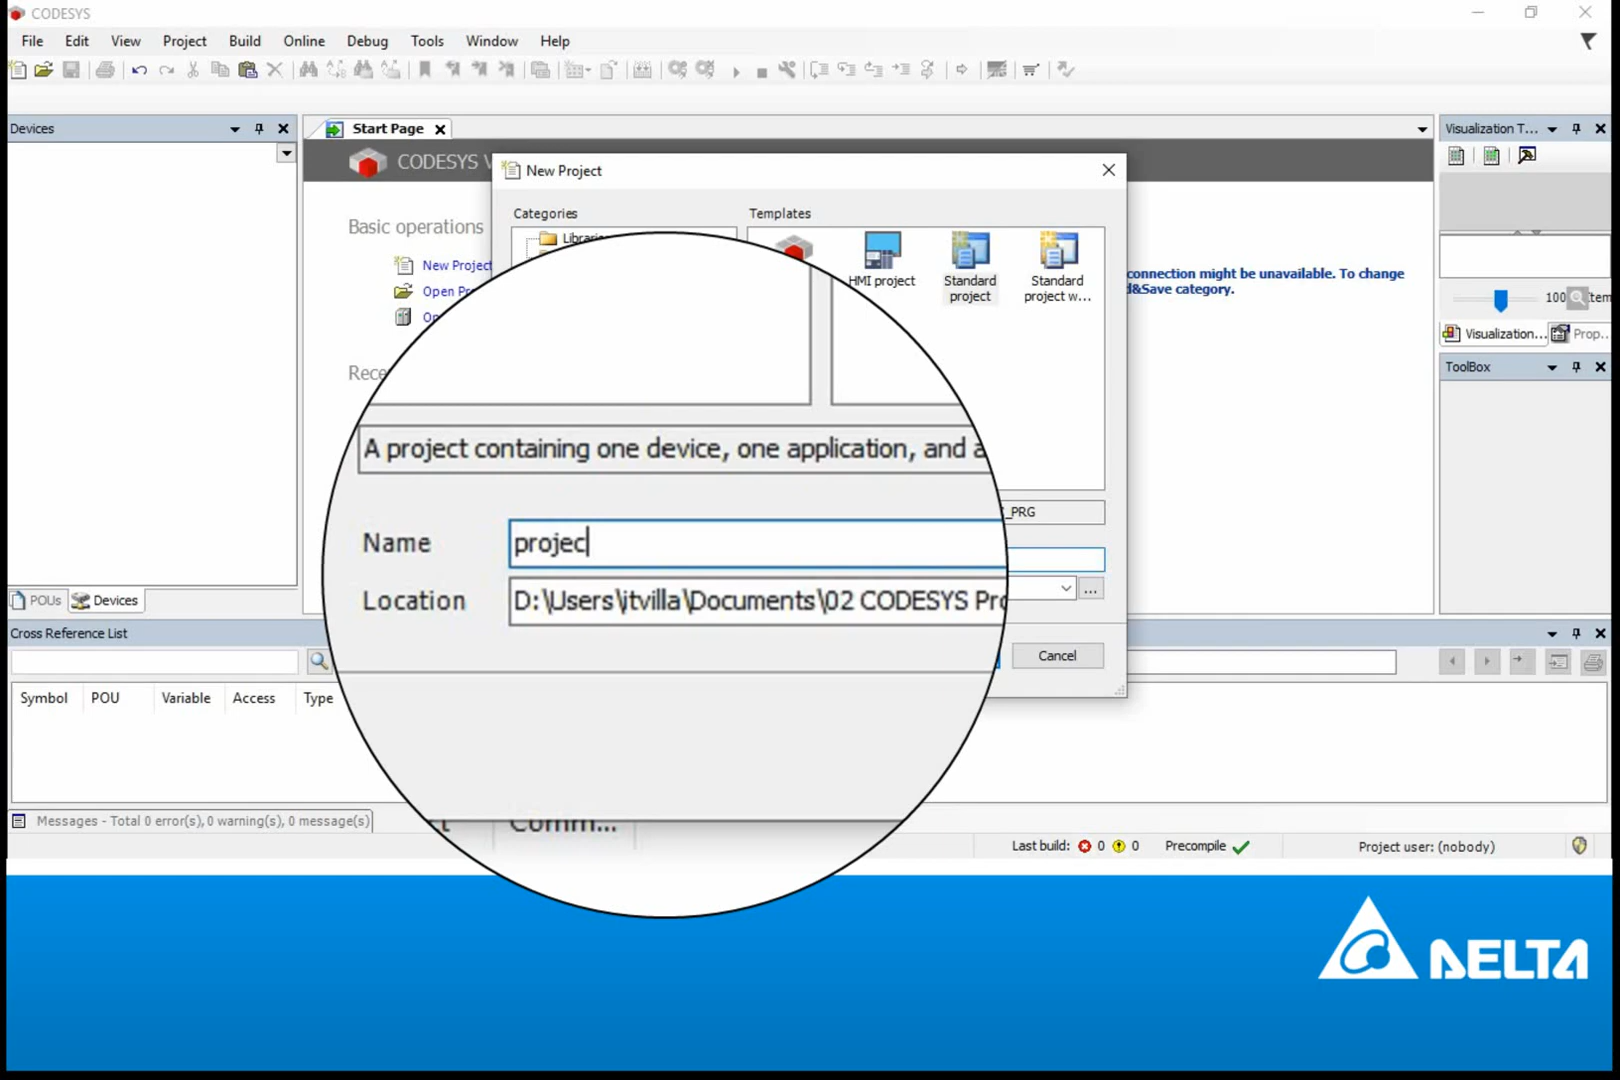 CODESYS
File Edit View Project Build Online Debug Tools Window Help
Devices
Start Page
Visualization T...
CODESYS V
New Project
Categories
Templates
Basic operations
HMI project
Standard project
Standard project w...
New Project
connection might be unavailable. To change
d&Save category.
100
Visualization...
Prop...
ToolBox
A project containing one device, one application, and a
_PRG
Name projec
Location D:\Users\itvilla\Documents\02 CODESYS Pro
...
POUs Devices
Cross Reference List
Cancel
Symbol POU Variable Access Type
Comm...
Messages - Total 0 error(s), 0 warning(s), 0 message(s)
Last build: 0 0 Precompile Project user: (nobody)
DELTA